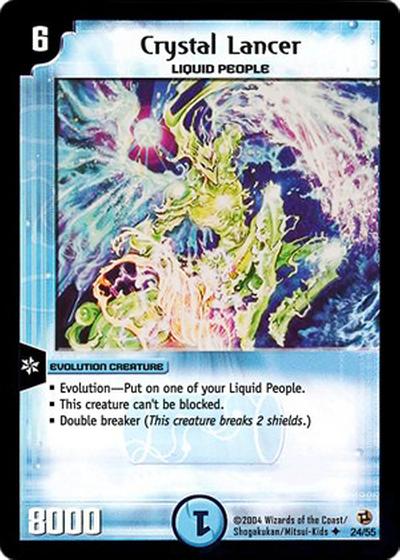 6
Crystal Lancer
LIQUID PEOPLE
EVOLUTION CREATURE
▪ Evolution—Put on one of your Liquid People.
▪ This creature can't be blocked.
▪ Double breaker (This creature breaks 2 shields.)
8000
1
©2004 Wizards of the Coast/
Shogakukan/Mitsui-Kids ✦ 24/55